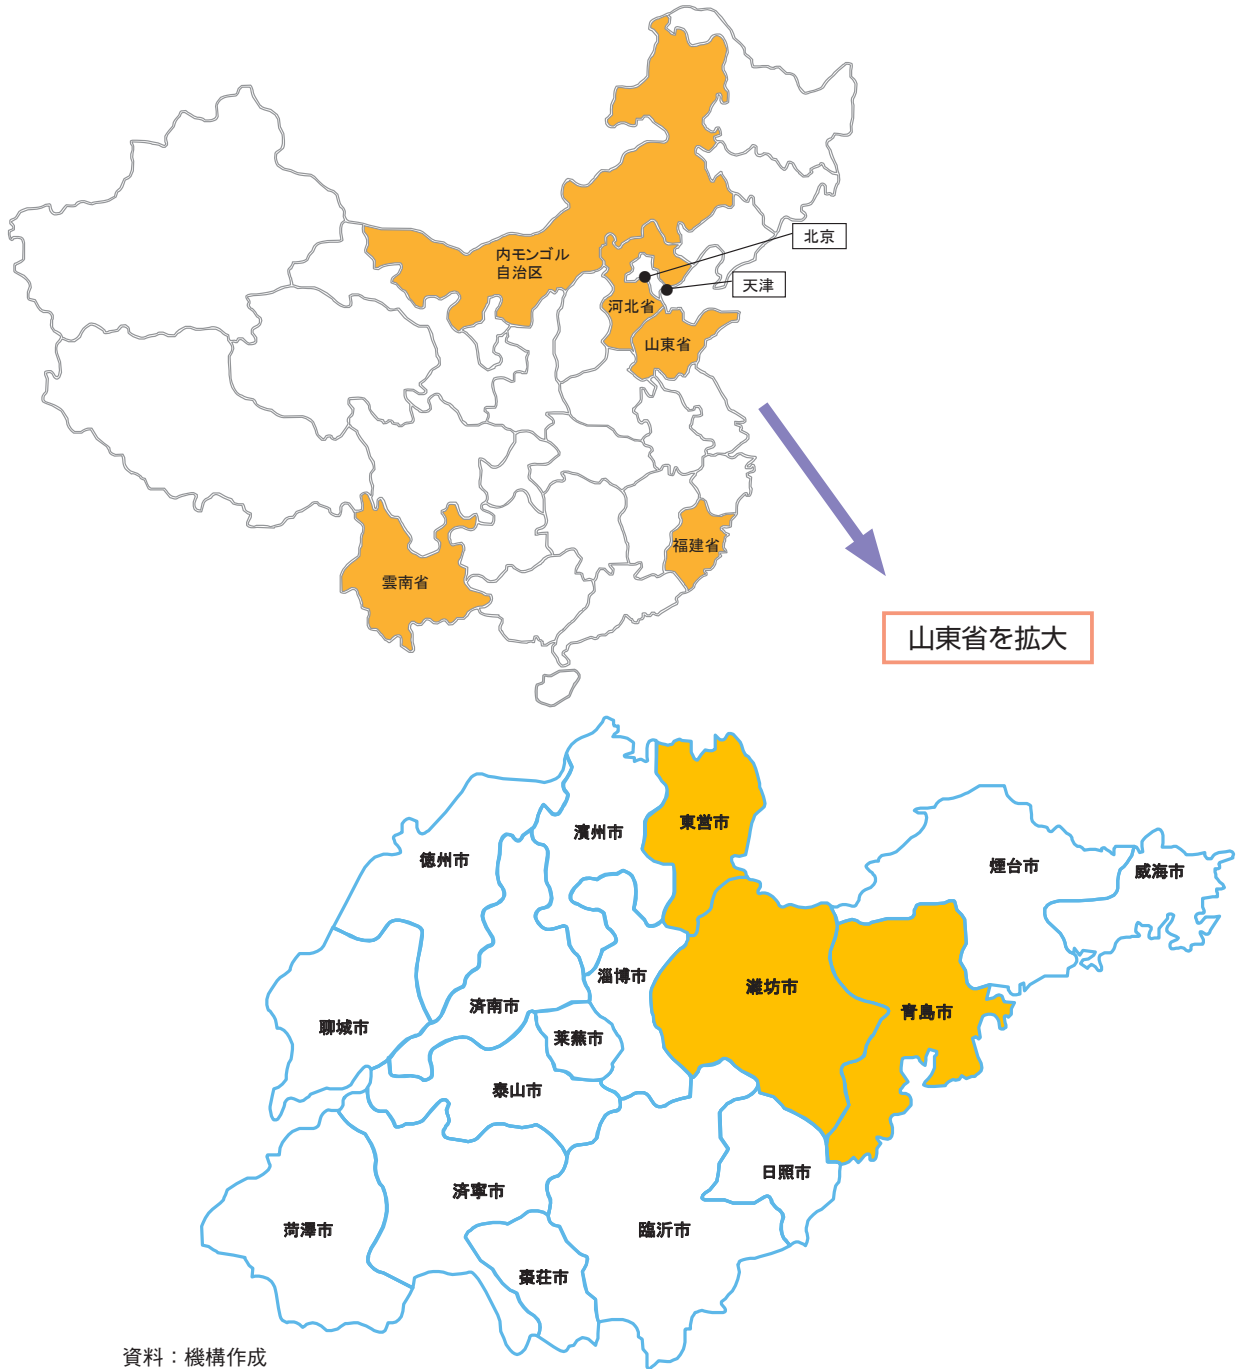 北京
内モンゴル
自治区
天津
河北省
山東省
福建省
雲南省
山東省を拡大
東営市
濱州市
徳州市
煙台市
威海市
淄博市
濰坊市
済南市
青島市
聊城市
莱蕪市
泰山市
日照市
済寧市
菏澤市
臨沂市
棗荘市
資料：機構作成